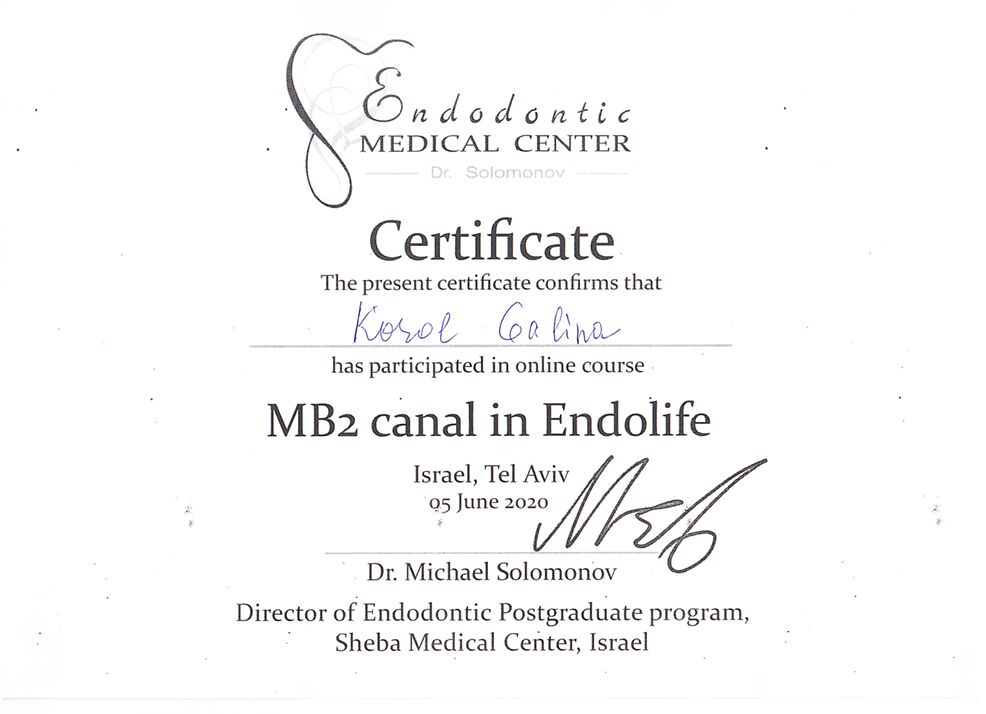 Endodontic
MEDICAL CENTER
Dr. Solomonov
Certificate
The present certificate confirms that
Korol Galina
has participated in online course
MB2 canal in Endolife
Israel, Tel Aviv
05 June 2020
Dr. Michael Solomonov
Director of Endodontic Postgraduate program,
Sheba Medical Center, Israel